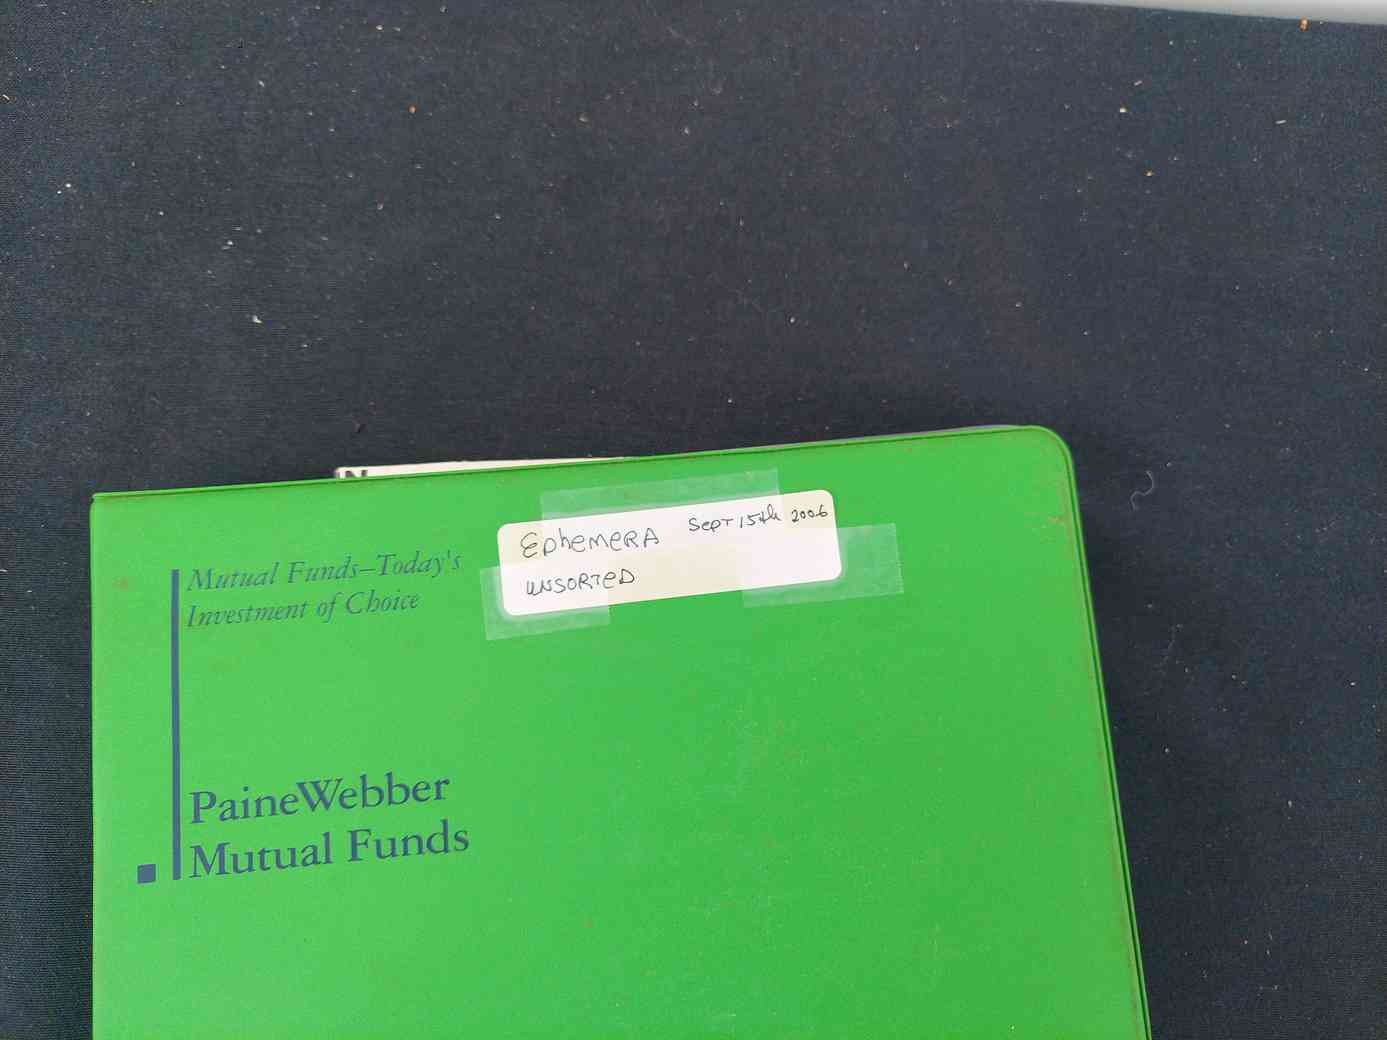 Mutual Funds–Today's
Investment of Choice
EphemerA Sept 15th 2006
UNSORTeD
PaineWebber
Mutual Funds